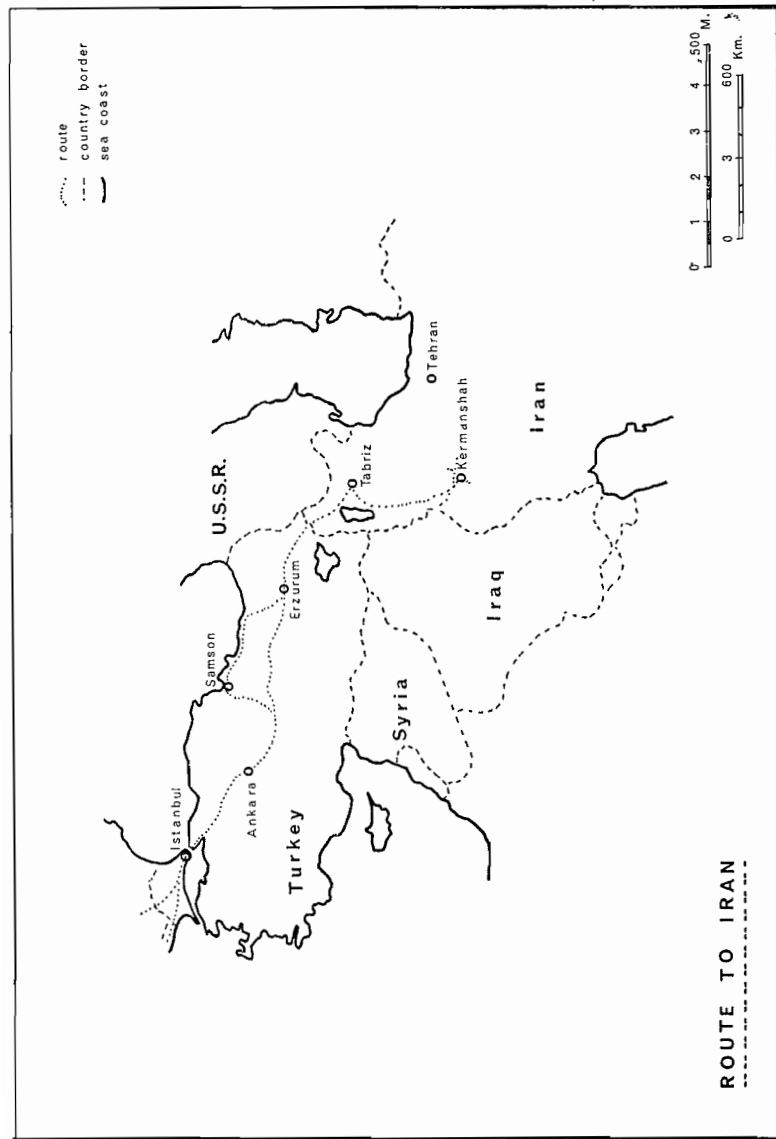 route
country border
sea coast
U.S.S.R.
Samson
Istanbul
Ankara
Erzurum
Tabriz
Tehran
Kermanshah
Turkey
Syria
Iraq
Iran
0 1 2 3 4 500 M.
0 3 600 Km.
ROUTE TO IRAN